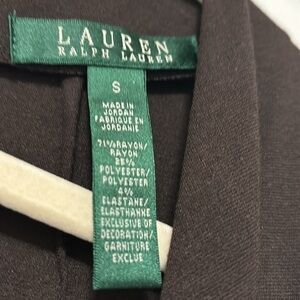 LAUREN
RALPH LAUREN
S
MADE IN
JORDAN
FABRIQUE EN
JORDANIE
71%RAYON/
RAYON
25%
POLYESTER/
POLYESTER
4%
ELASTANE/
ELASTHANNE
EXCLUSIVE OF
DECORATION/
GARNITURE
EXCLUE